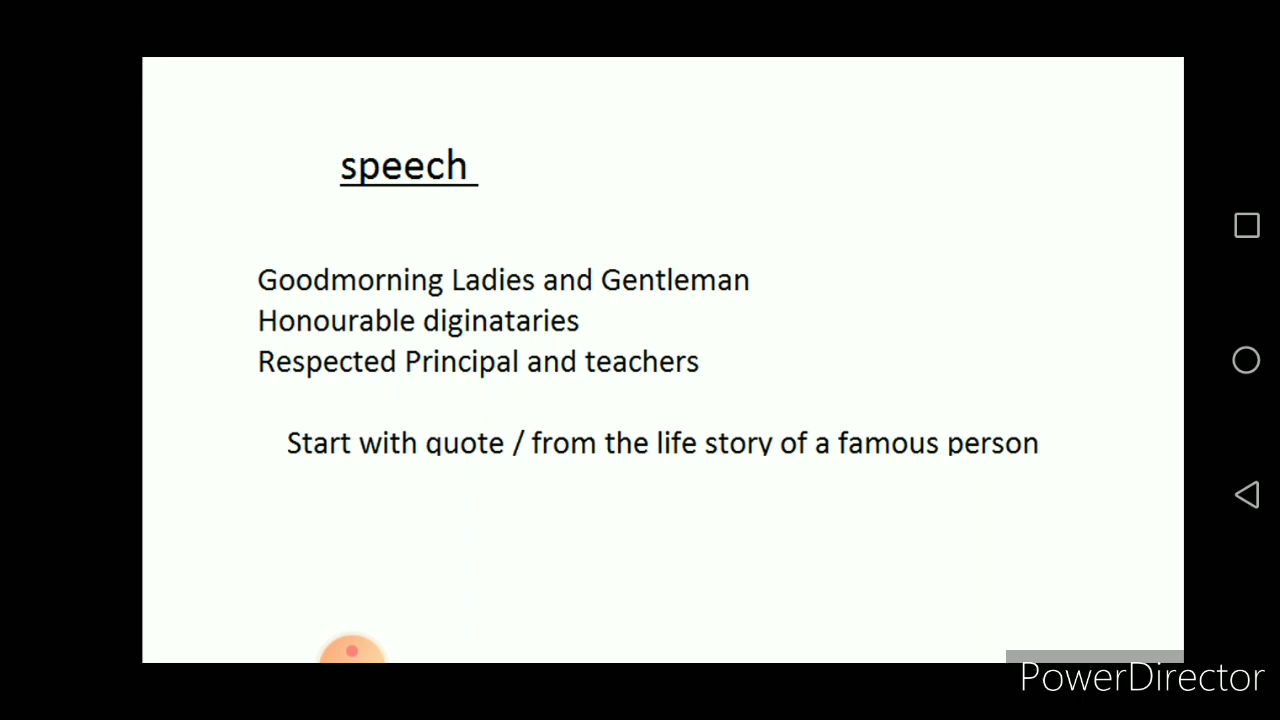 speech
Goodmorning Ladies and Gentleman
Honourable diginataries
Respected Principal and teachers
Start with quote / from the life story of a famous person
PowerDirector